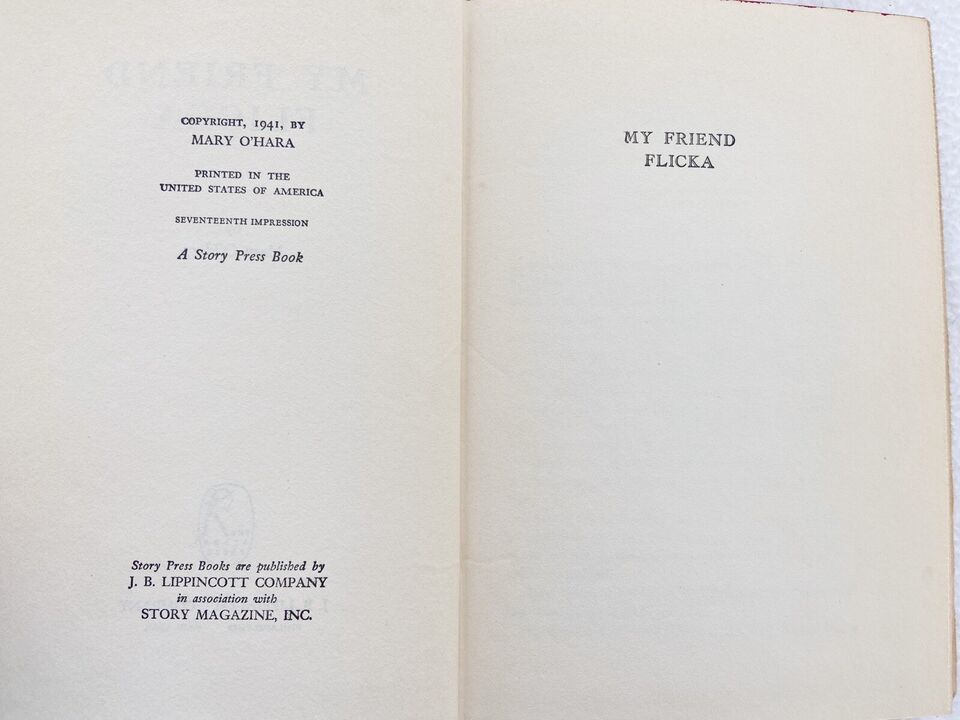 COPYRIGHT, 1941, BY
MARY O'HARA
PRINTED IN THE
UNITED STATES OF AMERICA
SEVENTEENTH IMPRESSION
A Story Press Book
Story Press Books are published by
J. B. LIPPINCOTT COMPANY
in association with
STORY MAGAZINE, INC.
MY FRIEND
FLICKA